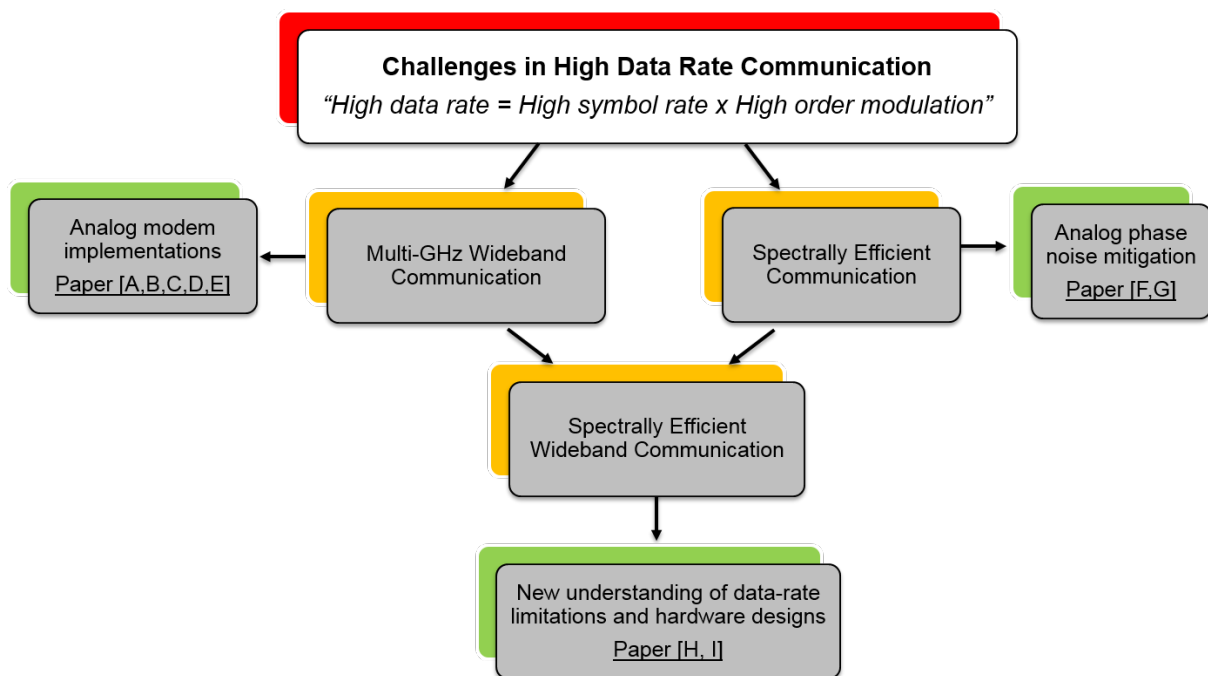 Challenges in High Data Rate Communication
“High data rate = High symbol rate x High order modulation”
Analog modem
implementations
Paper [A,B,C,D,E]
Multi-GHz Wideband
Communication
Spectrally Efficient
Communication
Analog phase
noise mitigation
Paper [F,G]
Spectrally Efficient
Wideband Communication
New understanding of data-rate
limitations and hardware designs
Paper [H, I]